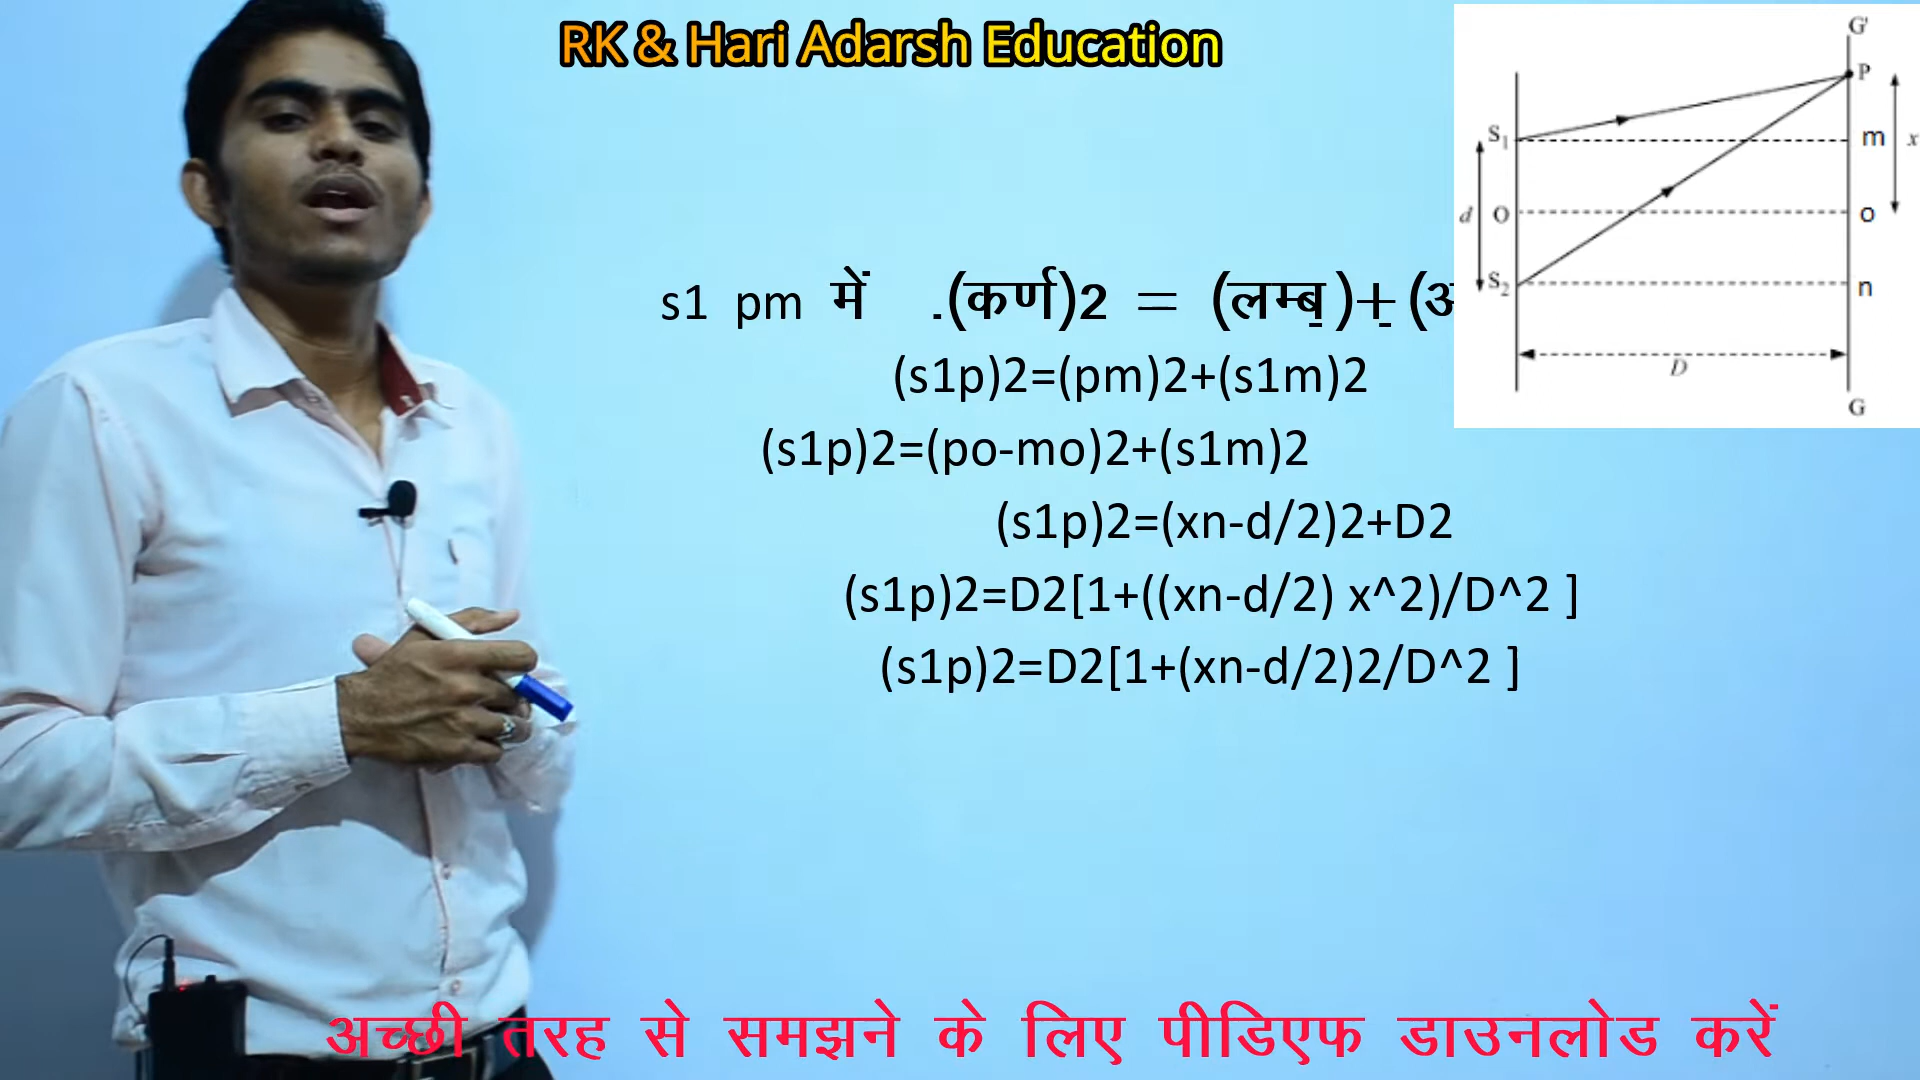 RK & Hari Adarsh Education
G'
P
S1
m
x
d
O
o
S2
n
D
G
s1 pm में .(कर्ण)2 = (लम्ब)+(अ
(s1p)2=(pm)2+(s1m)2
(s1p)2=(po-mo)2+(s1m)2
(s1p)2=(xn-d/2)2+D2
(s1p)2=D2[1+((xn-d/2) x^2)/D^2 ]
(s1p)2=D2[1+(xn-d/2)2/D^2 ]
अच्छी तरह से समझने के लिए पीडिएफ डाउनलोड करें